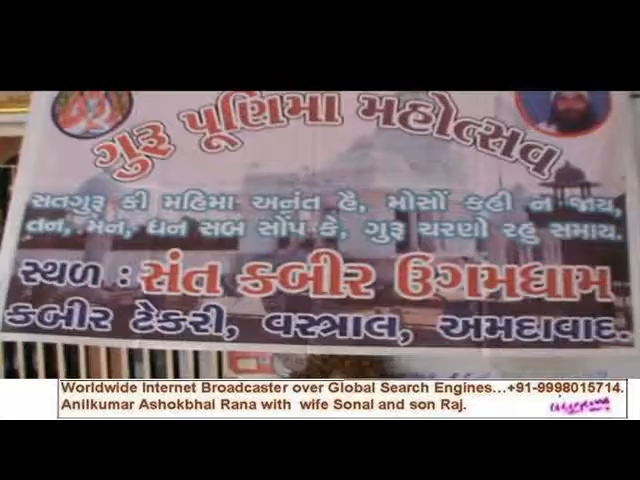 ગુરૂ પૂર્ણિમા મહોત્સવ
સતગુરૂ કી મહિમા અનંત હૈ, મોસોં કહી ન જાય,
તન, મન, ધન સબ સોંપ કે, ગુરૂ ચરણો રહુ સમાય.
સ્થળ : સંત કબીર ઉગમધામ
કબીર ટેકરી, વસ્ત્રાલ, અમદાવાદ.
Worldwide Internet Broadcaster over Global Search Engines...+91-9998015714.
Anilkumar Ashokbhai Rana with wife Sonal and son Raj.